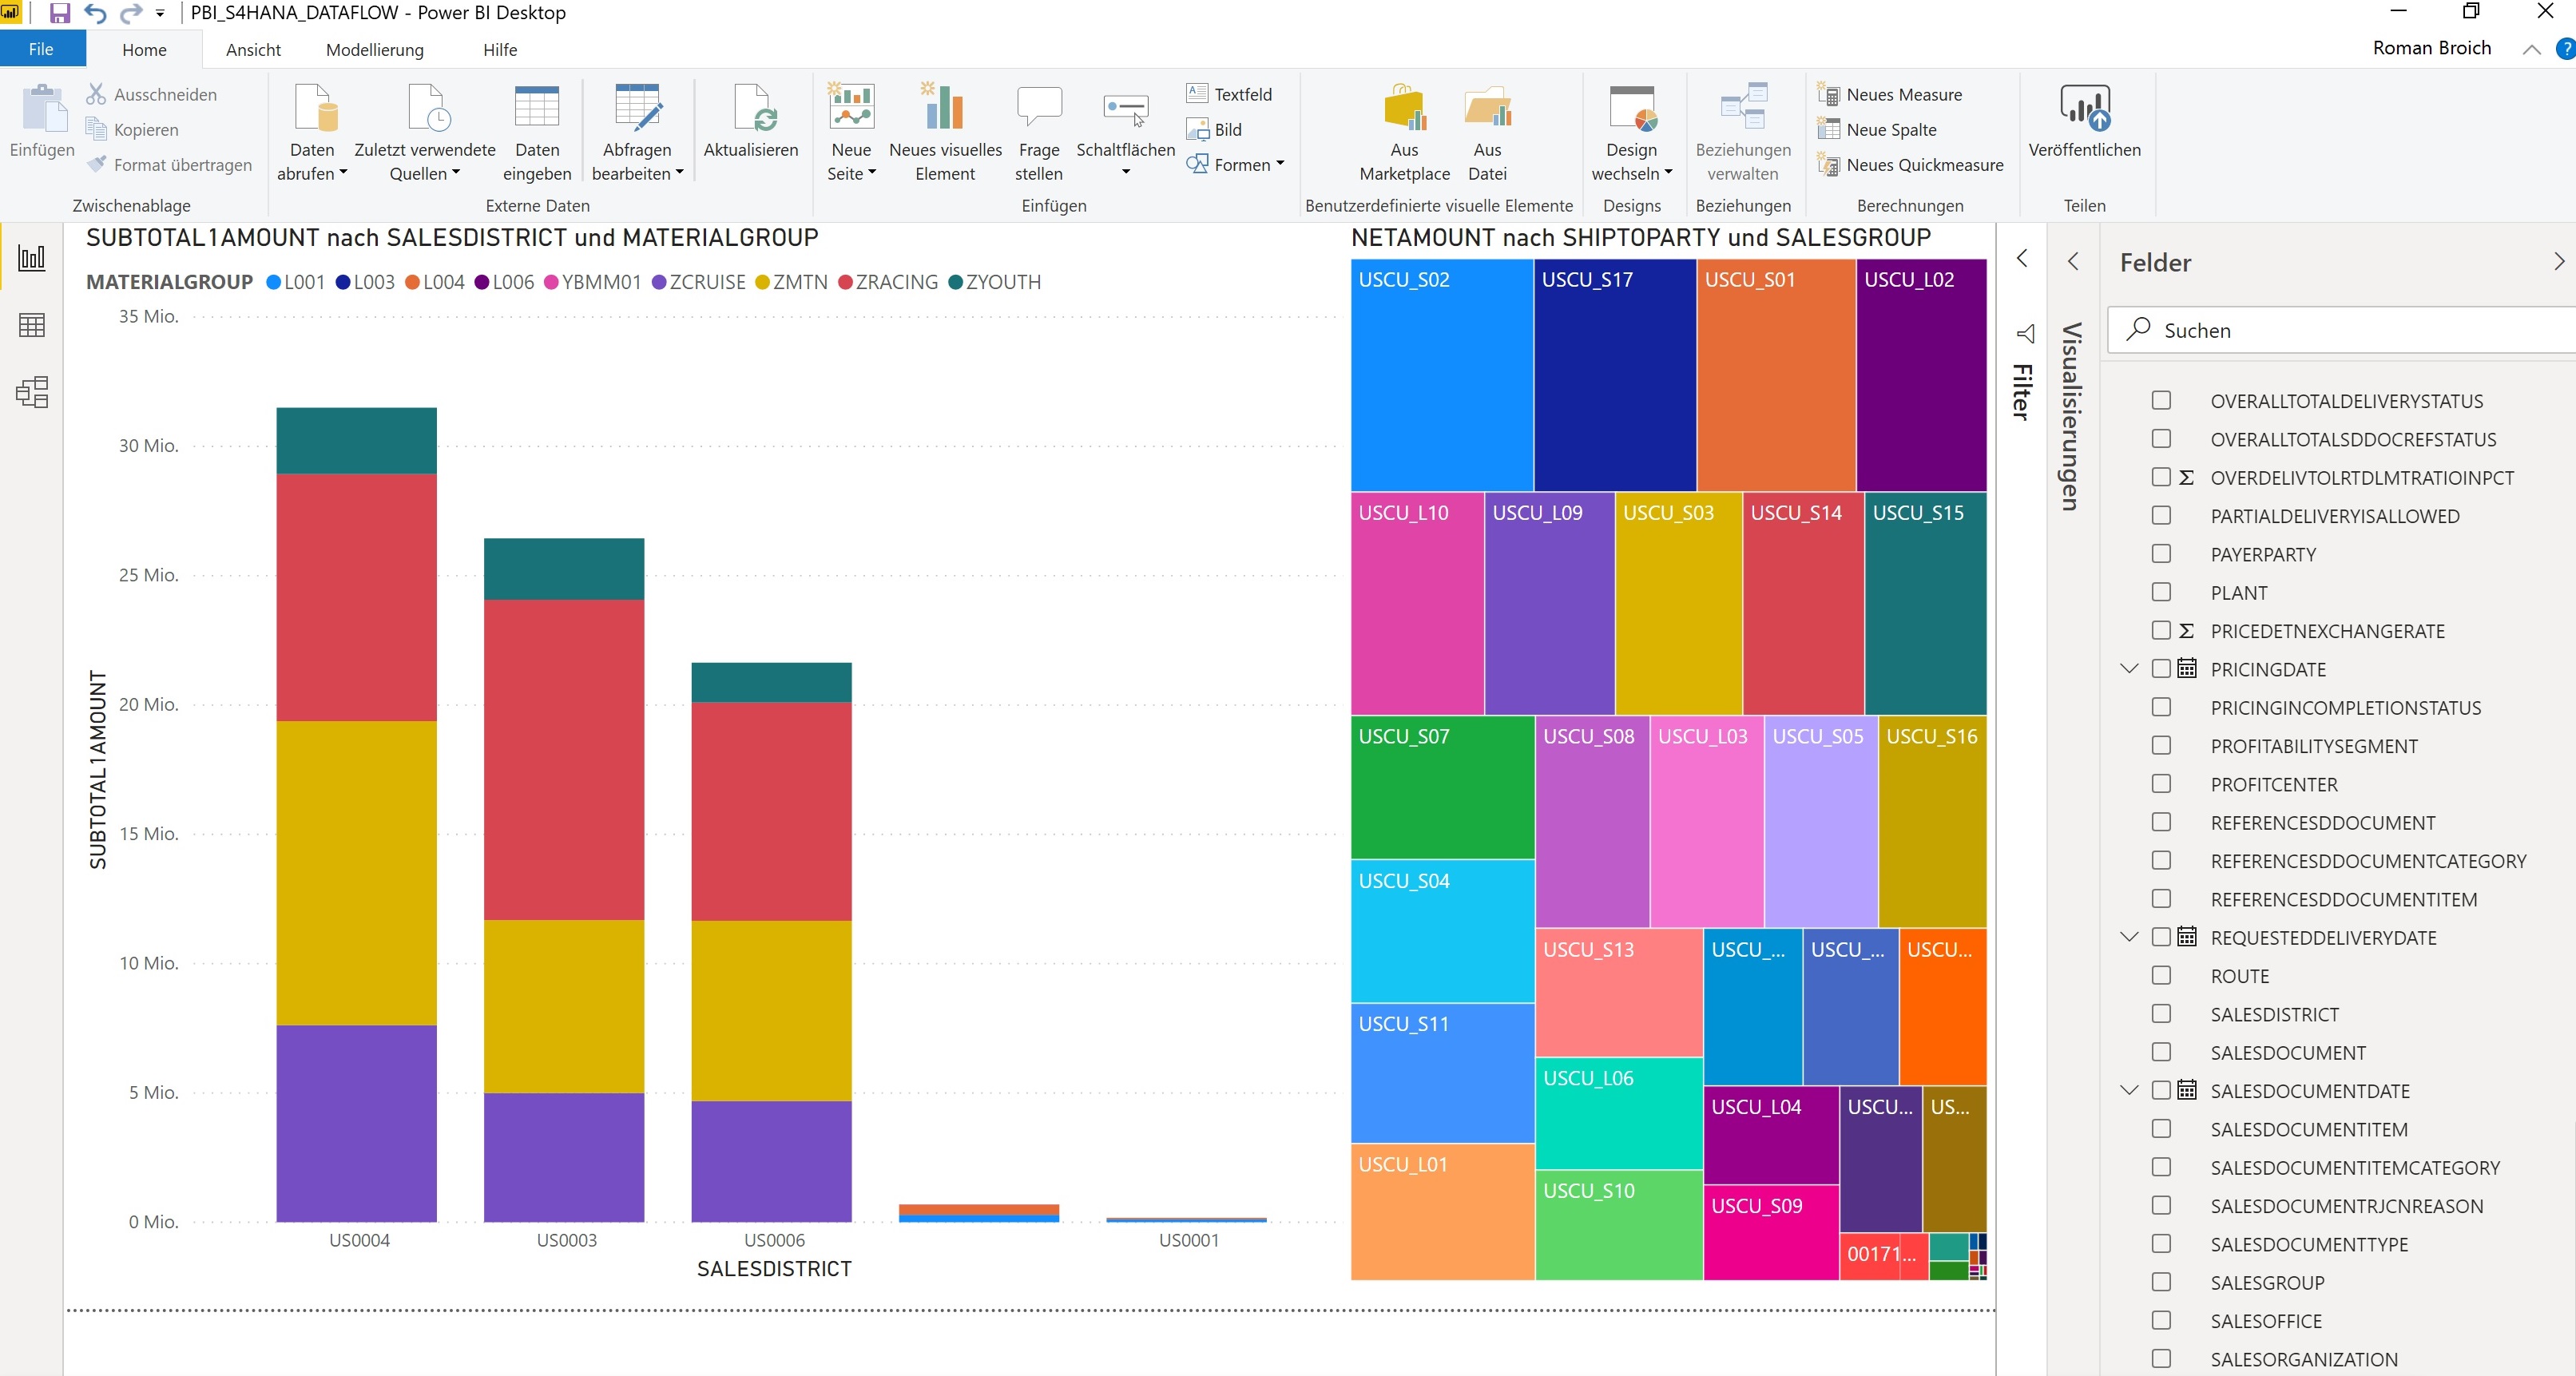 PBI_S4HANA_DATAFLOW - Power BI Desktop
File Home Ansicht Modellierung Hilfe Roman Broich ?
Einfügen
Ausschneiden
Kopieren
Format übertragen
Zwischenablage
Daten abrufen
Zuletzt verwendete Quellen
Daten eingeben
Abfragen bearbeiten
Aktualisieren
Externe Daten
Neue Seite
Neues visuelles Element
Frage stellen
Schaltflächen
Textfeld
Bild
Formen
Einfügen
Aus Marketplace
Aus Datei
Benutzerdefinierte visuelle Elemente
Design wechseln
Designs
Beziehungen verwalten
Beziehungen
Neues Measure
Neue Spalte
Neues Quickmeasure
Berechnungen
Veröffentlichen
Teilen
SUBTOTAL1AMOUNT nach SALESDISTRICT und MATERIALGROUP
MATERIALGROUP L001 L003 L004 L006 YBMM01 ZCRUISE ZMTN ZRACING ZYOUTH
35 Mio.
30 Mio.
25 Mio.
20 Mio.
15 Mio.
10 Mio.
5 Mio.
0 Mio.
SUBTOTAL1AMOUNT
US0004 US0003 US0006 US0001
SALESDISTRICT
NETAMOUNT nach SHIPTOPARTY und SALESGROUP
USCU_S02 USCU_S17 USCU_S01 USCU_L02
USCU_L10 USCU_L09 USCU_S03 USCU_S14 USCU_S15
USCU_S07 USCU_S08 USCU_L03 USCU_S05 USCU_S16
USCU_S04
USCU_S13 USCU_... USCU_... USCU...
USCU_S11
USCU_L06
USCU_L04 USCU... US...
USCU_L01
USCU_S10
USCU_S09
00171...
Filter
Visualisierungen
Felder
Suchen
OVERALLTOTALDELIVERYSTATUS
OVERALLTOTALSDDOCREFSTATUS
Σ OVERDELIVTOLRTDLMTRATIOINPCT
PARTIALDELIVERYISALLOWED
PAYERPARTY
PLANT
Σ PRICEDETNEXCHANGERATE
PRICINGDATE
PRICINGINCOMPLETIONSTATUS
PROFITABILITYSEGMENT
PROFITCENTER
REFERENCESDDOCUMENT
REFERENCESDDOCUMENTCATEGORY
REFERENCESDDOCUMENTITEM
REQUESTEDDELIVERYDATE
ROUTE
SALESDISTRICT
SALESDOCUMENT
SALESDOCUMENTDATE
SALESDOCUMENTITEM
SALESDOCUMENTITEMCATEGORY
SALESDOCUMENTRJCNREASON
SALESDOCUMENTTYPE
SALESGROUP
SALESOFFICE
SALESORGANIZATION